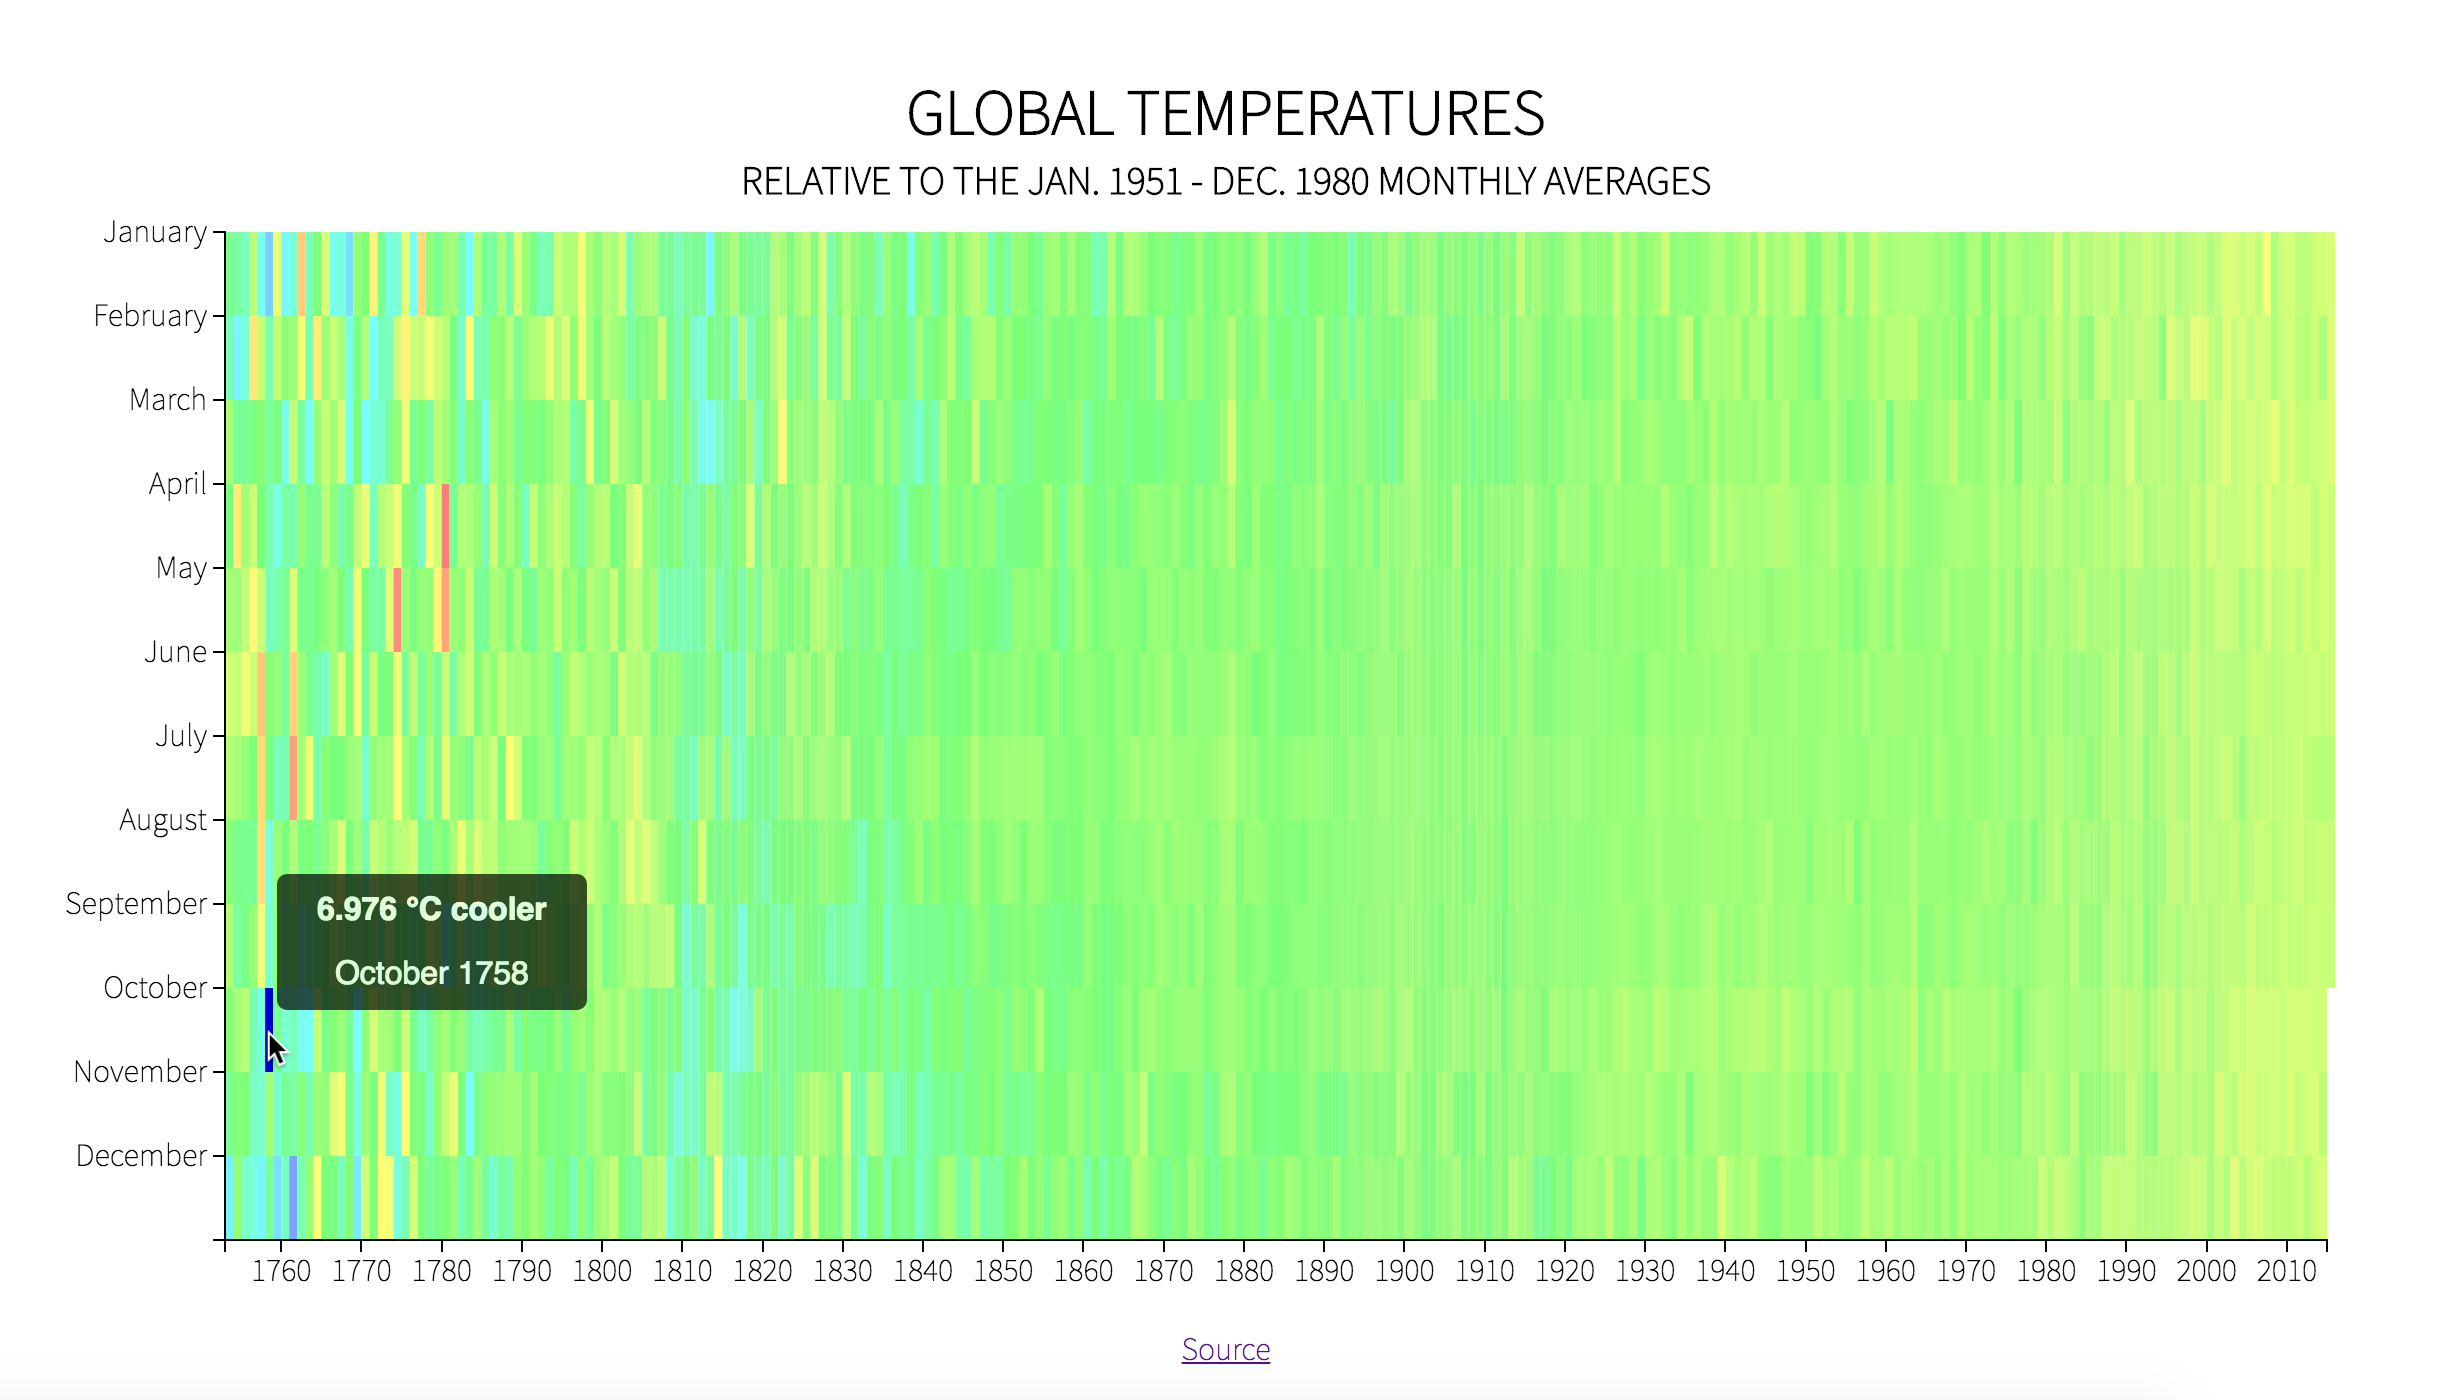 GLOBAL TEMPERATURES
RELATIVE TO THE JAN. 1951 - DEC. 1980 MONTHLY AVERAGES
January
February
March
April
May
June
July
August
September
October
November
December
6.976 °C cooler
October 1758
1760 1770 1780 1790 1800 1810 1820 1830 1840 1850 1860 1870 1880 1890 1900 1910 1920 1930 1940 1950 1960 1970 1980 1990 2000 2010
Source